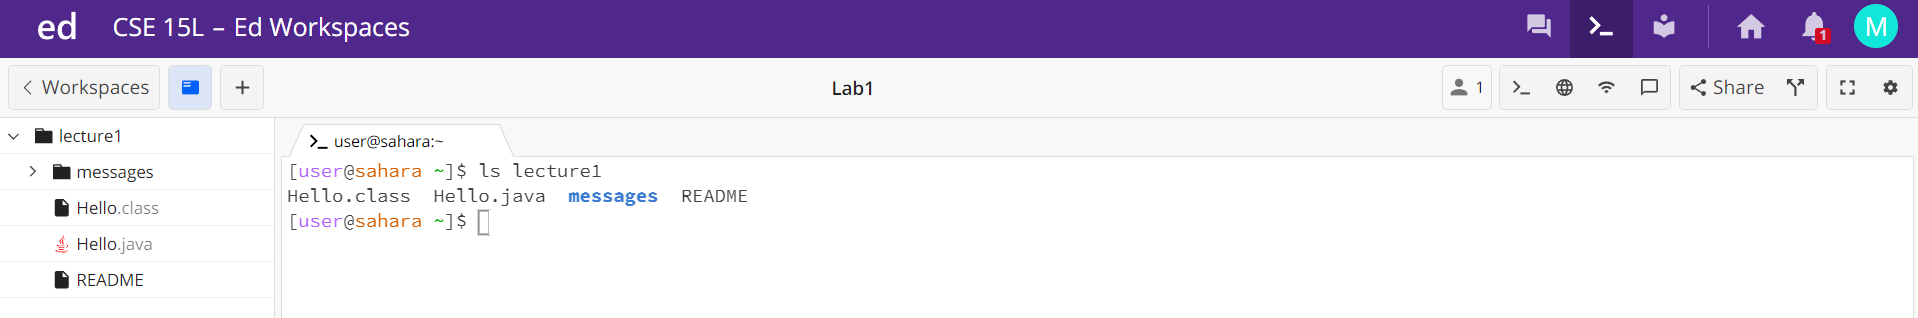 ed CSE 15L – Ed Workspaces
1
M
Workspaces
+
Lab1
1
Share
lecture1
messages
Hello.class
Hello.java
README
user@sahara:~
[user@sahara ~]$ ls lecture1
Hello.class  Hello.java  messages  README
[user@sahara ~]$